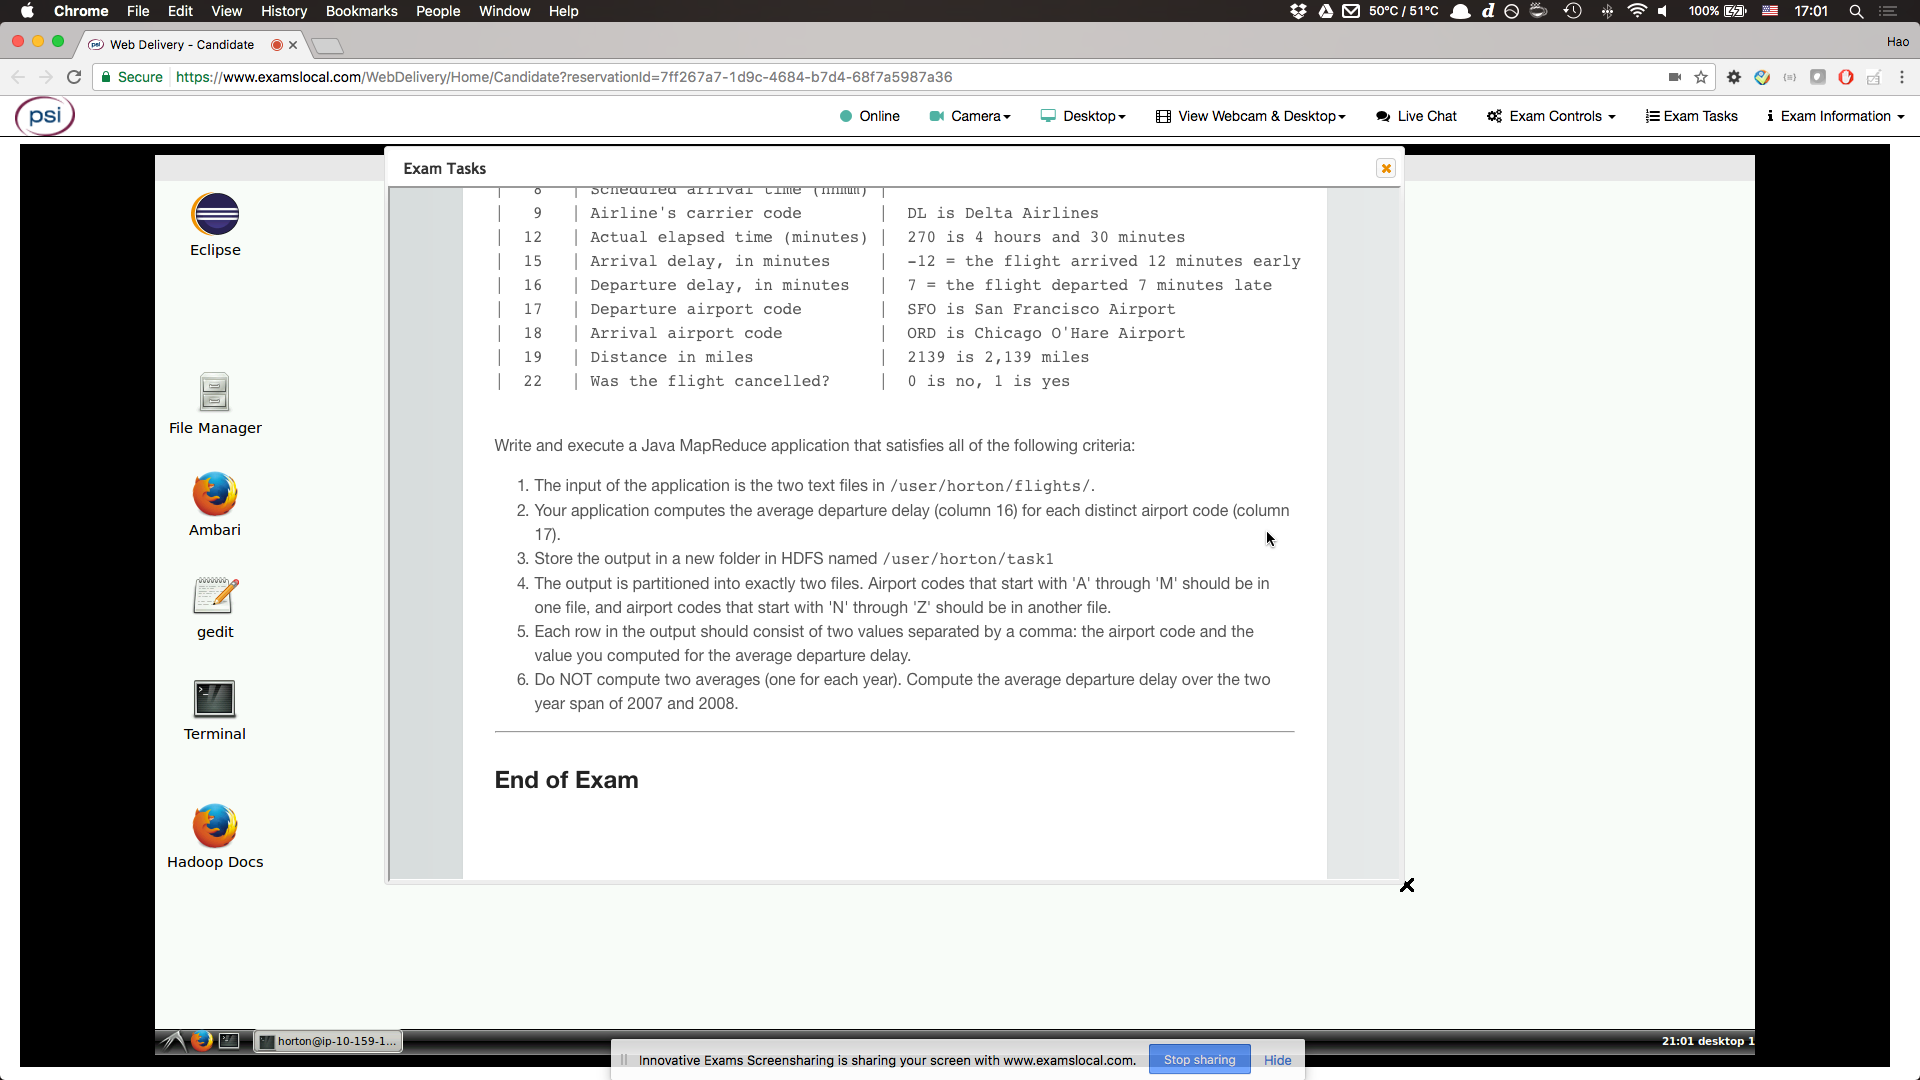 Chrome File Edit View History Bookmarks People Window Help 50°C / 51°C 100% 17:01
psi Web Delivery - Candidate Hao
Secure https://www.examslocal.com/WebDelivery/Home/Candidate?reservationId=7ff267a7-1d9c-4684-b7d4-68f7a5987a36
psi Online Camera Desktop View Webcam & Desktop Live Chat Exam Controls Exam Tasks Exam Information
Exam Tasks
| 8 | Scheduled arrival time (hhmm) |
| 9 | Airline's carrier code | DL is Delta Airlines
| 12 | Actual elapsed time (minutes) | 270 is 4 hours and 30 minutes
| 15 | Arrival delay, in minutes | -12 = the flight arrived 12 minutes early
| 16 | Departure delay, in minutes | 7 = the flight departed 7 minutes late
| 17 | Departure airport code | SFO is San Francisco Airport
| 18 | Arrival airport code | ORD is Chicago O'Hare Airport
| 19 | Distance in miles | 2139 is 2,139 miles
| 22 | Was the flight cancelled? | 0 is no, 1 is yes
Write and execute a Java MapReduce application that satisfies all of the following criteria:
1. The input of the application is the two text files in /user/horton/flights/.
2. Your application computes the average departure delay (column 16) for each distinct airport code (column
17).
3. Store the output in a new folder in HDFS named /user/horton/task1
4. The output is partitioned into exactly two files. Airport codes that start with 'A' through 'M' should be in
one file, and airport codes that start with 'N' through 'Z' should be in another file.
5. Each row in the output should consist of two values separated by a comma: the airport code and the
value you computed for the average departure delay.
6. Do NOT compute two averages (one for each year). Compute the average departure delay over the two
year span of 2007 and 2008.
End of Exam
Eclipse
File Manager
Ambari
gedit
Terminal
Hadoop Docs
horton@ip-10-159-1...
21:01 desktop 1
Innovative Exams Screensharing is sharing your screen with www.examslocal.com. Stop sharing Hide